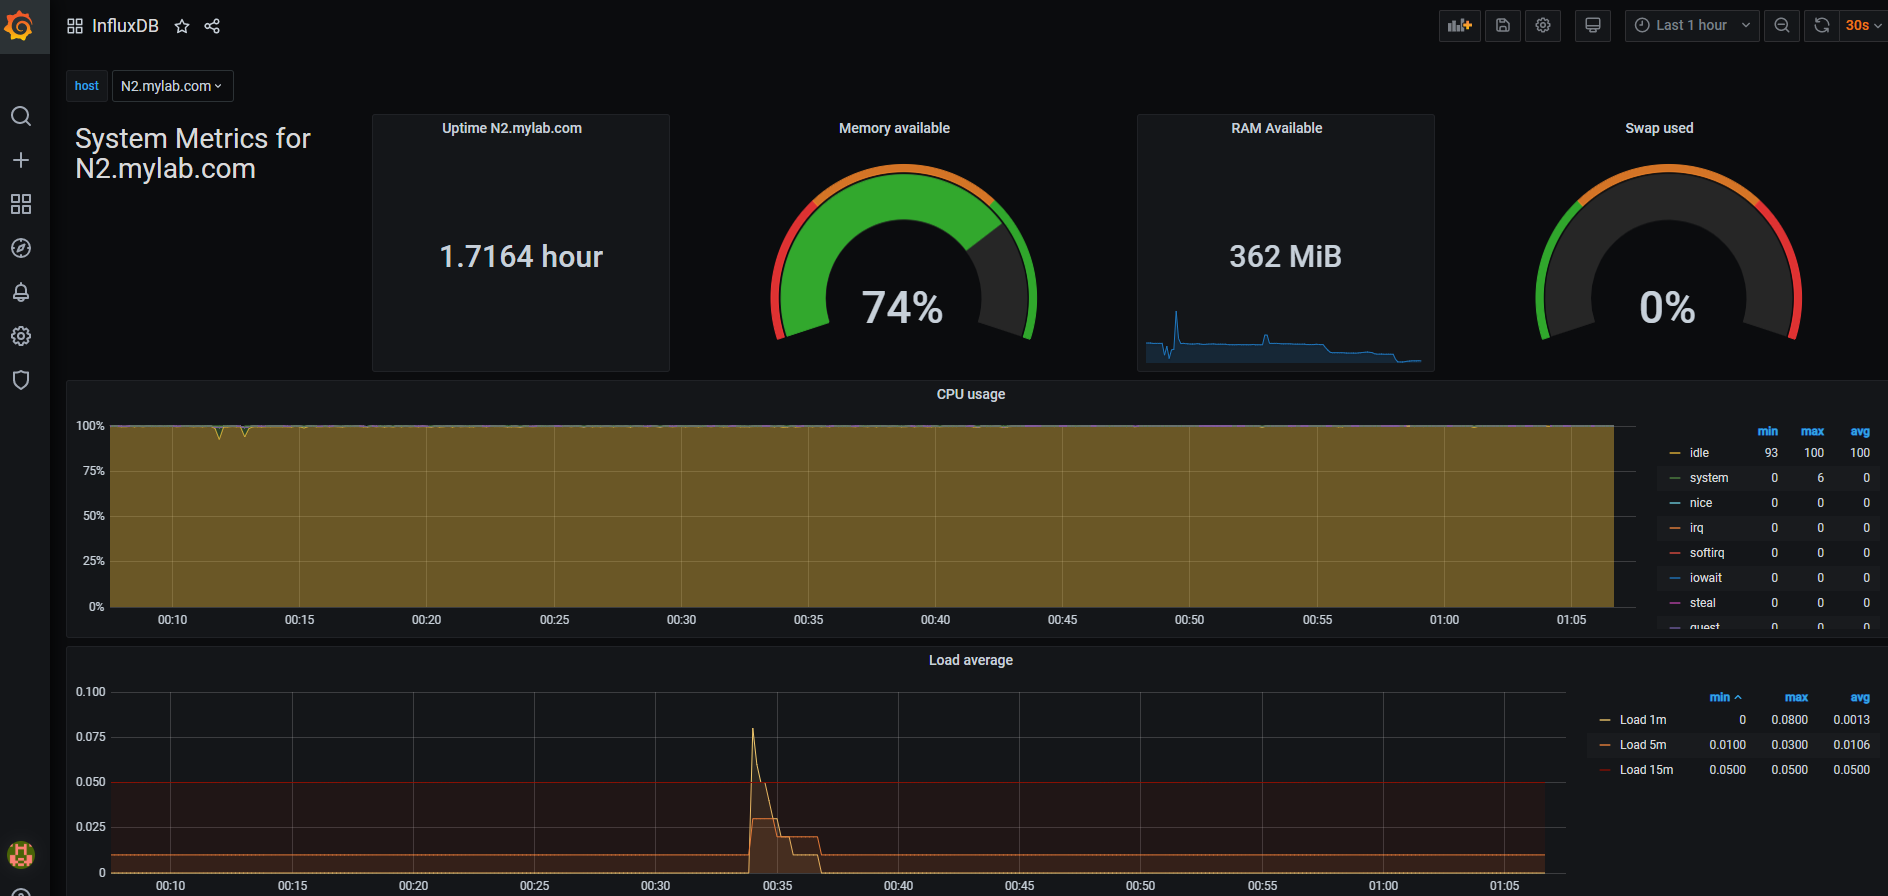 InfluxDB
Last 1 hour
30s
host
N2.mylab.com
System Metrics for
N2.mylab.com
Uptime N2.mylab.com
1.7164 hour
Memory available
74%
RAM Available
362 MiB
Swap used
0%
CPU usage
100%
75%
50%
25%
0%
00:10 00:15 00:20 00:25 00:30 00:35 00:40 00:45 00:50 00:55 01:00 01:05
min max avg
idle 93 100 100
system 0 6 0
nice 0 0 0
irq 0 0 0
softirq 0 0 0
iowait 0 0 0
steal 0 0 0
guest 0 0 0
Load average
0.100
0.075
0.050
0.025
0
00:10 00:15 00:20 00:25 00:30 00:35 00:40 00:45 00:50 00:55 01:00 01:05
min max avg
Load 1m 0 0.0800 0.0013
Load 5m 0.0100 0.0300 0.0106
Load 15m 0.0500 0.0500 0.0500